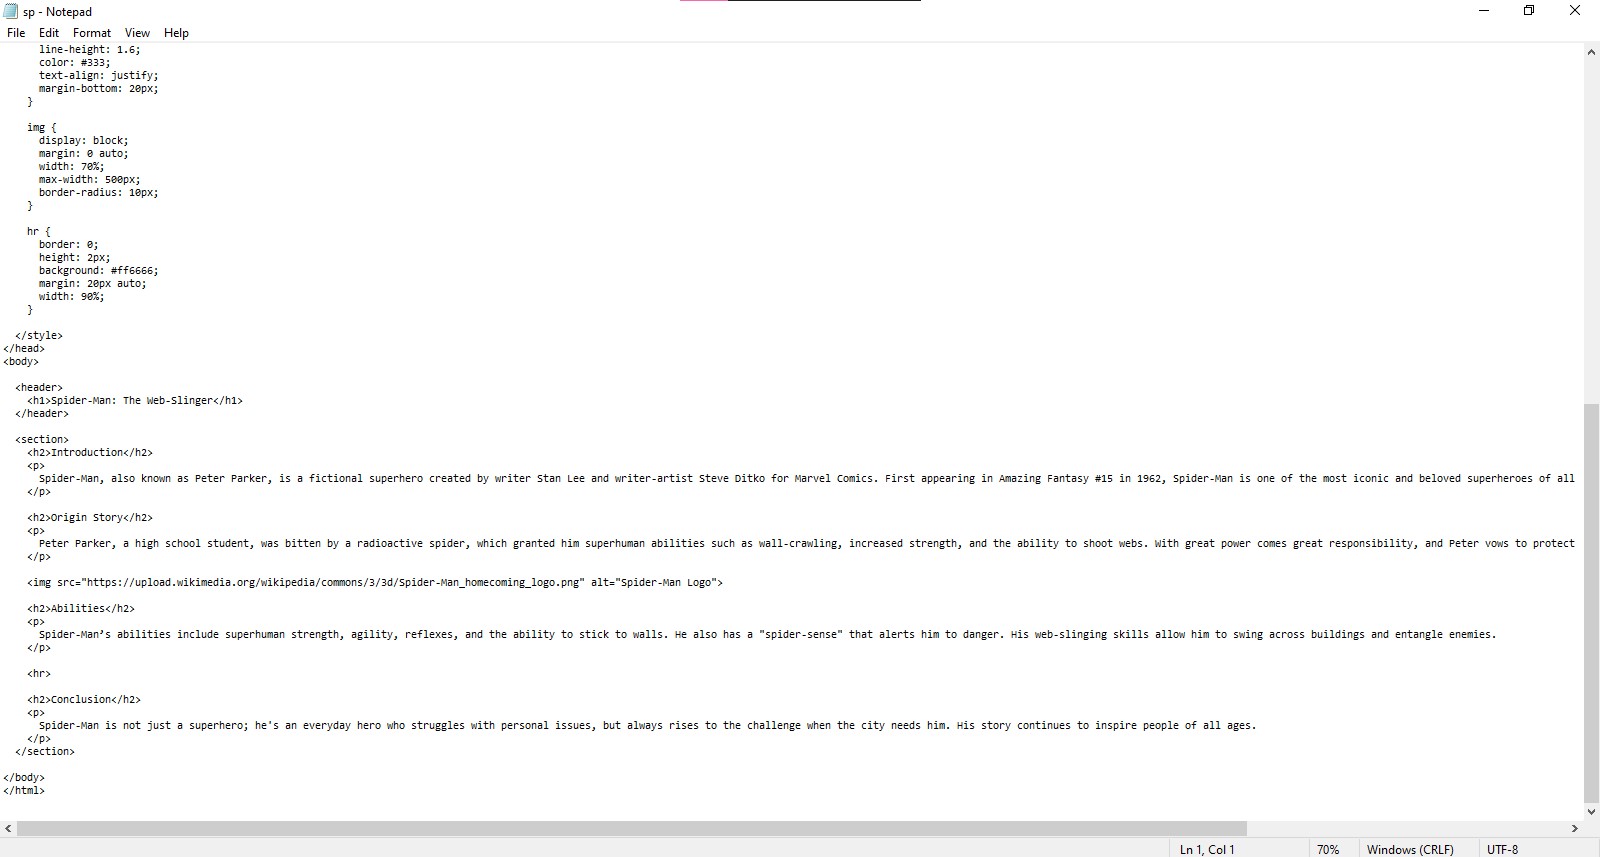 sp - Notepad
File Edit Format View Help
line-height: 1.6;
color: #333;
text-align: justify;
margin-bottom: 20px;
}
img {
display: block;
margin: 0 auto;
width: 70%;
max-width: 500px;
border-radius: 10px;
}
hr {
border: 0;
height: 2px;
background: #ff6666;
margin: 20px auto;
width: 90%;
}
</style>
</head>
<body>
<header>
<h1>Spider-Man: The Web-Slinger</h1>
</header>
<section>
<h2>Introduction</h2>
<p>
Spider-Man, also known as Peter Parker, is a fictional superhero created by writer Stan Lee and writer-artist Steve Ditko for Marvel Comics. First appearing in Amazing Fantasy #15 in 1962, Spider-Man is one of the most iconic and beloved superheroes of all
</p>
<h2>Origin Story</h2>
<p>
Peter Parker, a high school student, was bitten by a radioactive spider, which granted him superhuman abilities such as wall-crawling, increased strength, and the ability to shoot webs. With great power comes great responsibility, and Peter vows to protect
</p>
<img src="https://upload.wikimedia.org/wikipedia/commons/3/3d/Spider-Man_homecoming_logo.png" alt="Spider-Man Logo">
<h2>Abilities</h2>
<p>
Spider-Man’s abilities include superhuman strength, agility, reflexes, and the ability to stick to walls. He also has a "spider-sense" that alerts him to danger. His web-slinging skills allow him to swing across buildings and entangle enemies.
</p>
<hr>
<h2>Conclusion</h2>
<p>
Spider-Man is not just a superhero; he's an everyday hero who struggles with personal issues, but always rises to the challenge when the city needs him. His story continues to inspire people of all ages.
</p>
</section>
</body>
</html>
Ln 1, Col 1 70% Windows (CRLF) UTF-8